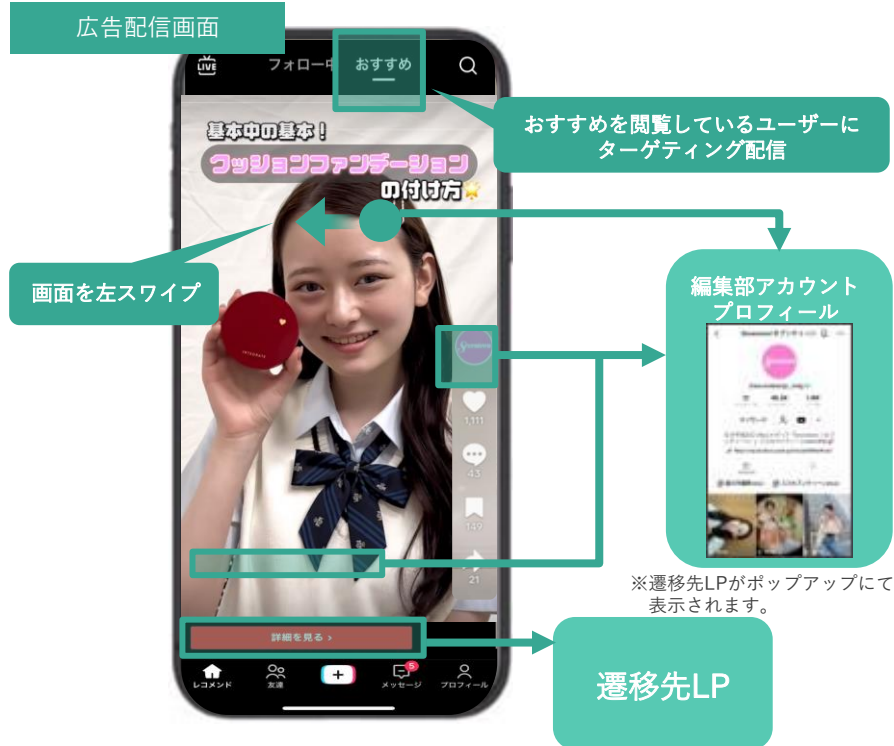 広告配信画面
LIVE
フォロー中
おすすめ
基本中の基本！
クッションファンデーション
の付け方
おすすめを閲覧しているユーザーに
ターゲティング配信
画面を左スワイプ
編集部アカウント
プロフィール
INTEGRATE
1,111
43
149
21
※遷移先LPがポップアップにて
表示されます。
詳細を見る ›
遷移先LP
レコメンド
友達
5
メッセージ
プロフィール